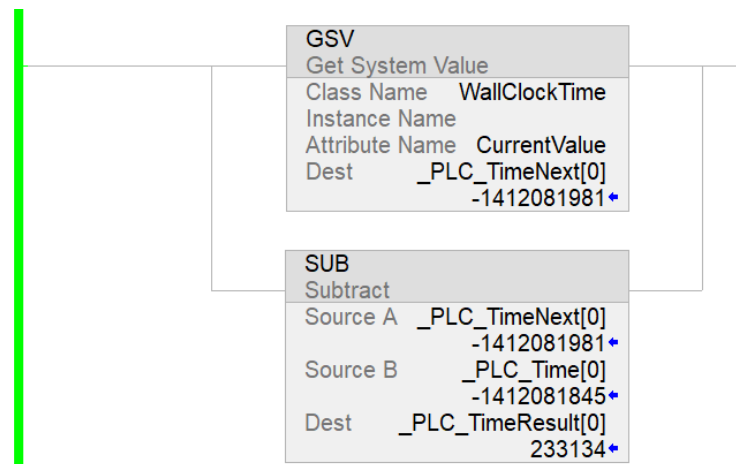 GSV
Get System Value
Class Name WallClockTime
Instance Name
Attribute Name CurrentValue
Dest _PLC_TimeNext[0]
-1412081981
SUB
Subtract
Source A _PLC_TimeNext[0]
-1412081981
Source B _PLC_Time[0]
-1412081845
Dest _PLC_TimeResult[0]
233134